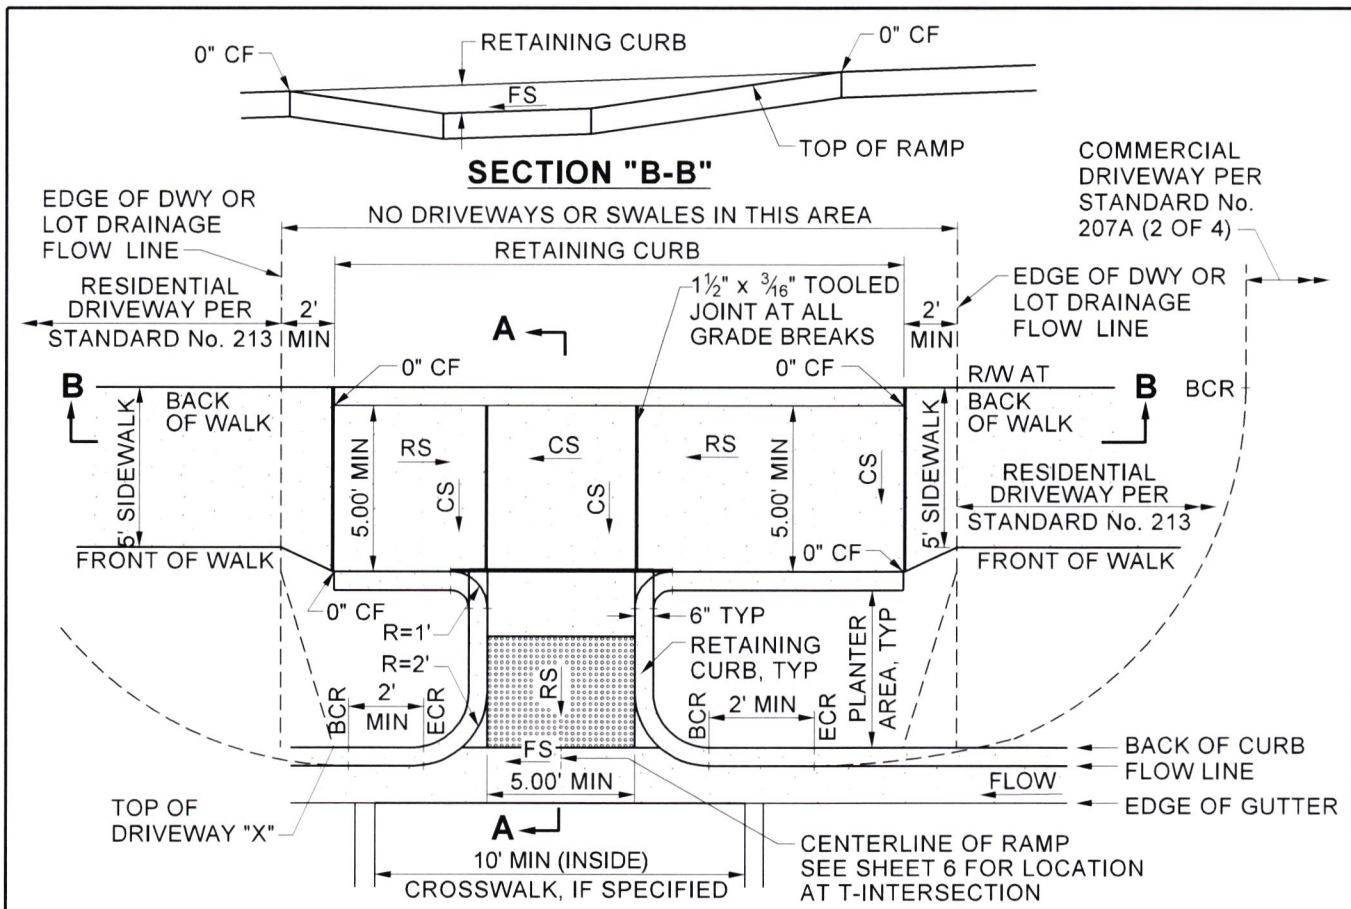 0" CF
RETAINING CURB
0" CF
FS
TOP OF RAMP
SECTION "B-B"
COMMERCIAL
DRIVEWAY PER
STANDARD No.
207A (2 OF 4)
EDGE OF DWY OR
LOT DRAINAGE
FLOW LINE
NO DRIVEWAYS OR SWALES IN THIS AREA
RETAINING CURB
EDGE OF DWY OR
LOT DRAINAGE
FLOW LINE
RESIDENTIAL
DRIVEWAY PER
STANDARD No. 213
2'
MIN
A
1½" x 3/16" TOOLED
JOINT AT ALL
GRADE BREAKS
2'
MIN
0" CF
0" CF
R/W AT
BACK
OF WALK
B
BACK
OF WALK
B
BCR
5' SIDEWALK
5.00' MIN
RS
CS
CS
CS
RS
5.00' MIN
CS
5' SIDEWALK
RESIDENTIAL
DRIVEWAY PER
STANDARD No. 213
FRONT OF WALK
0" CF
FRONT OF WALK
0" CF
R=1'
6" TYP
R=2'
RETAINING
CURB, TYP
PLANTER
AREA, TYP
RS
BCR
2'
MIN
ECR
BCR
2' MIN
ECR
FS
BACK OF CURB
FLOW LINE
5.00' MIN
FLOW
EDGE OF GUTTER
TOP OF
DRIVEWAY "X"
A
CENTERLINE OF RAMP
SEE SHEET 6 FOR LOCATION
AT T-INTERSECTION
10' MIN (INSIDE)
CROSSWALK, IF SPECIFIED